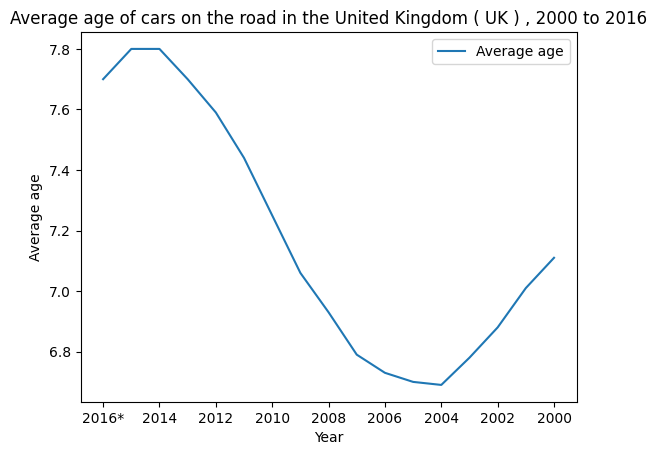 Average age of cars on the road in the United Kingdom ( UK ) , 2000 to 2016
Average age
7.8
7.6
7.4
7.2
7.0
6.8
Average age
2016* 2014 2012 2010 2008 2006 2004 2002 2000
Year